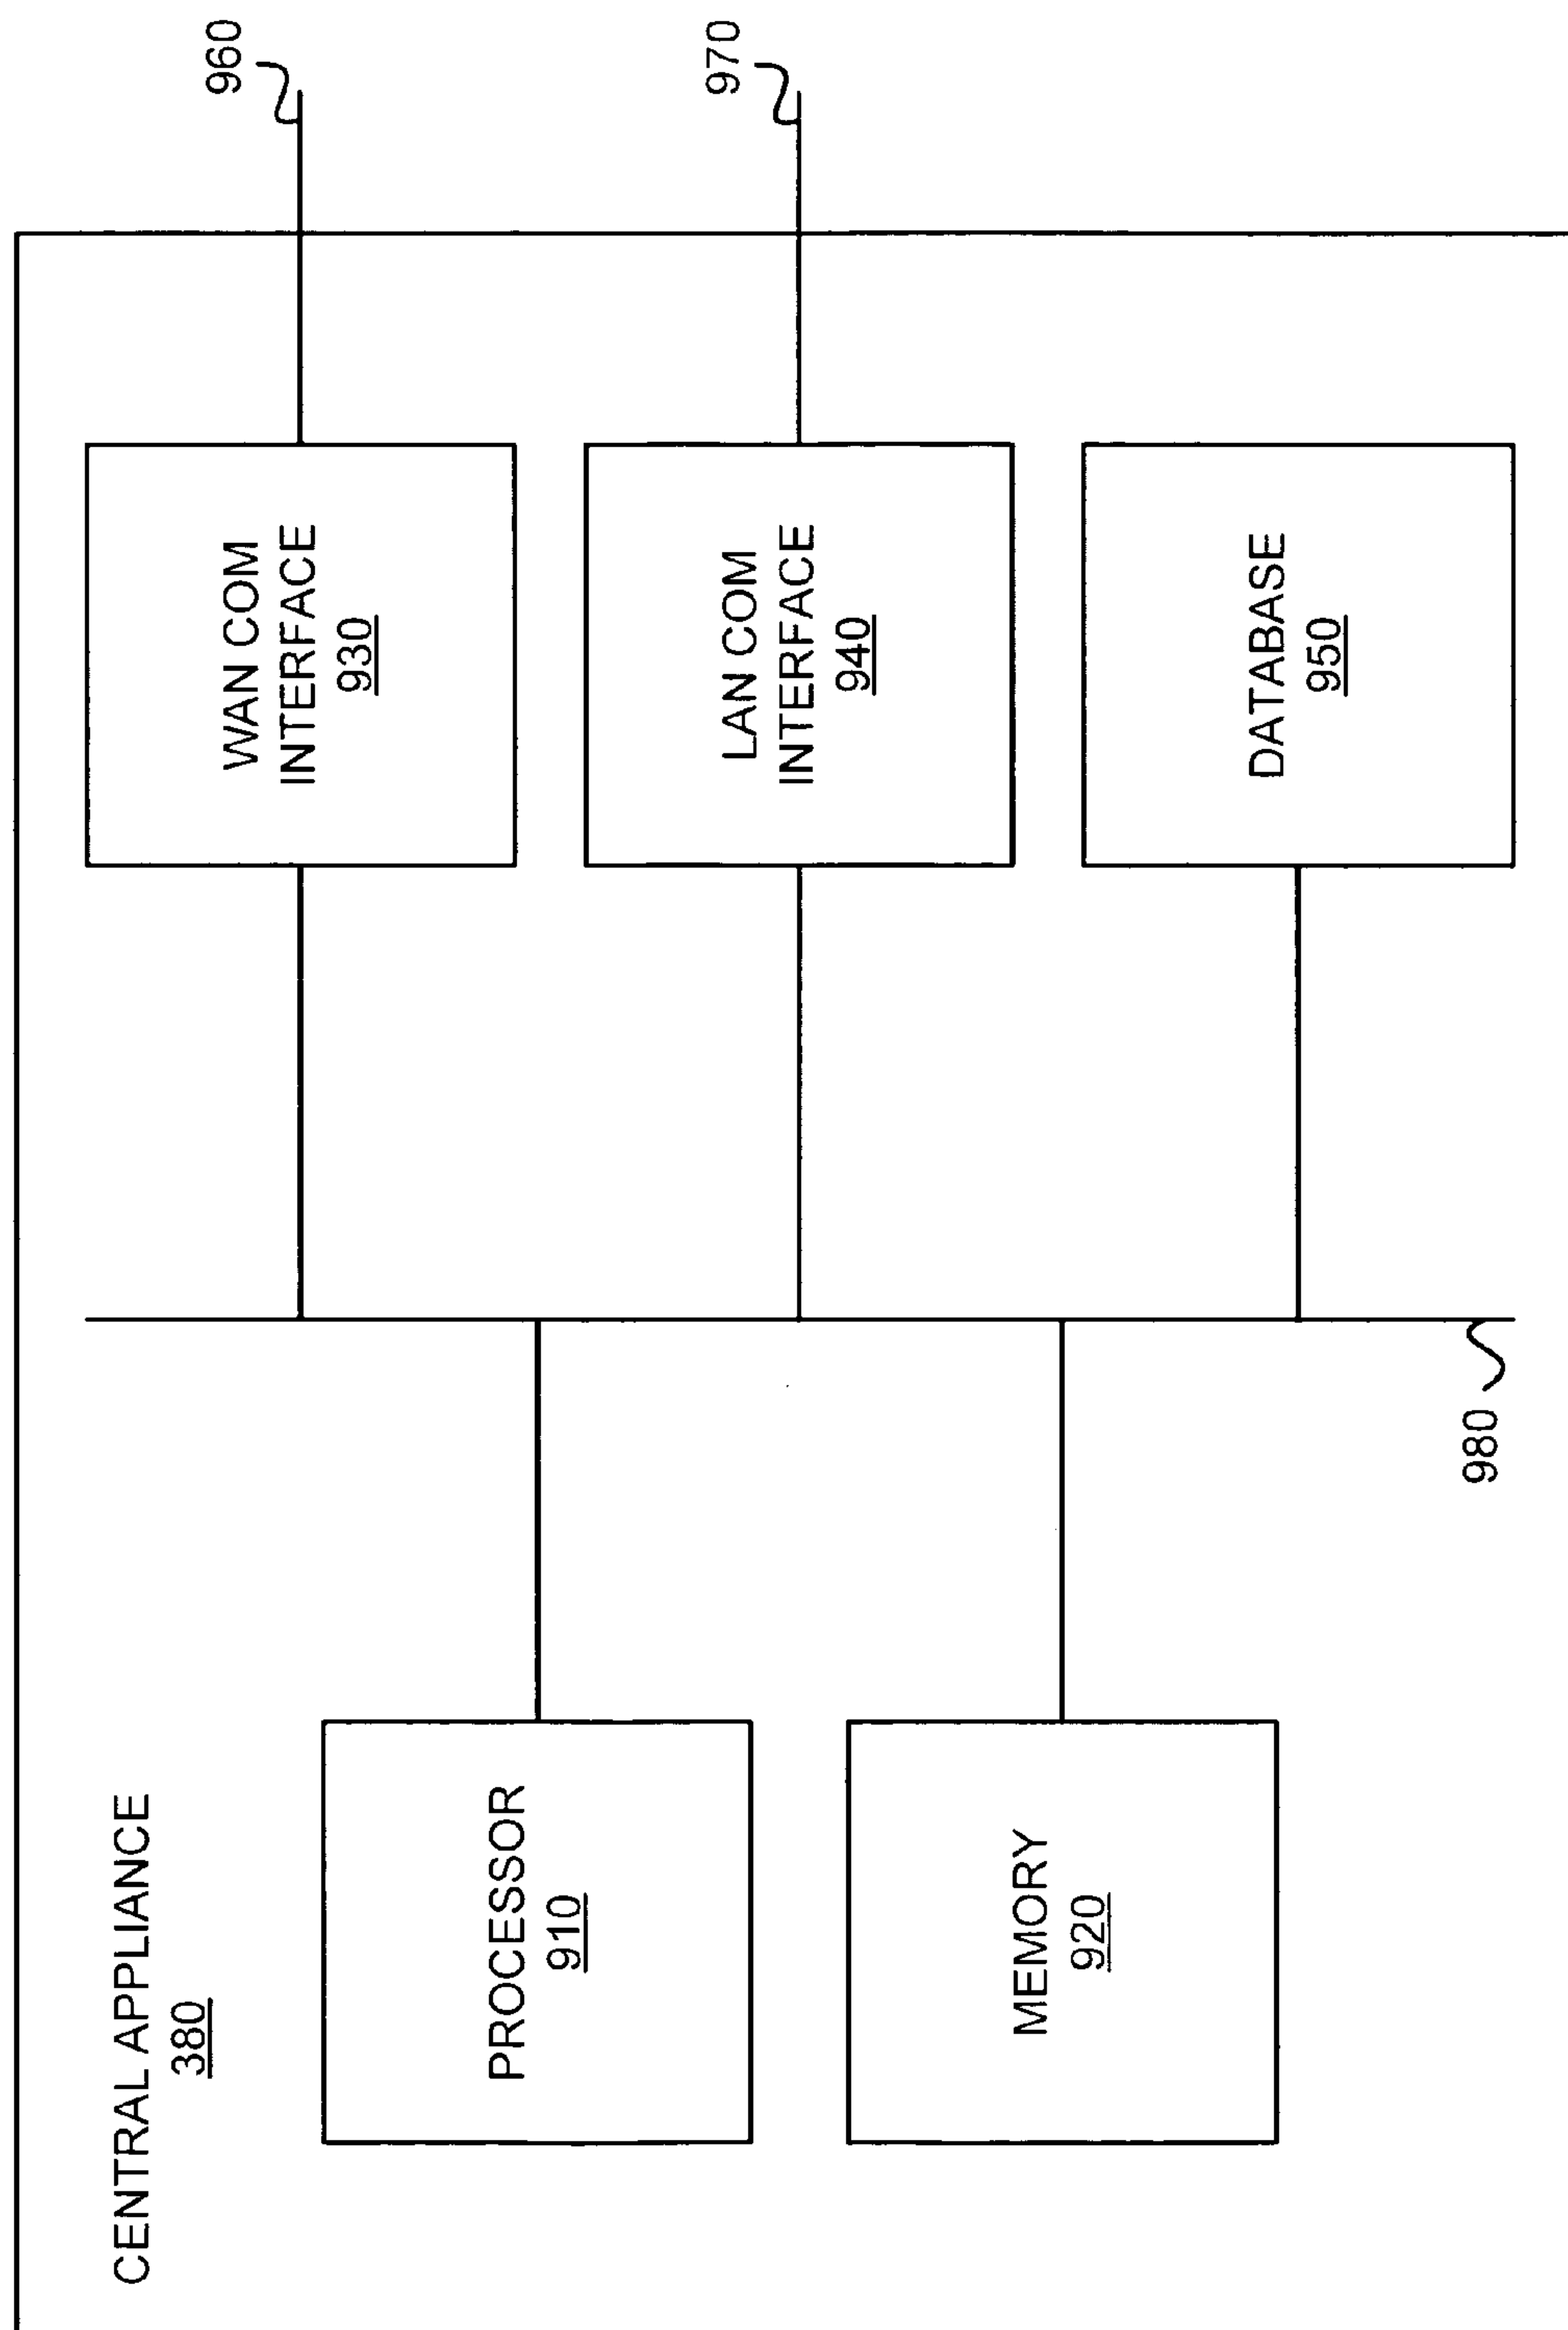 CENTRAL APPLIANCE
380
PROCESSOR
910
MEMORY
920
980
WAN COM
INTERFACE
930
LAN COM
INTERFACE
940
DATABASE
950
960
970